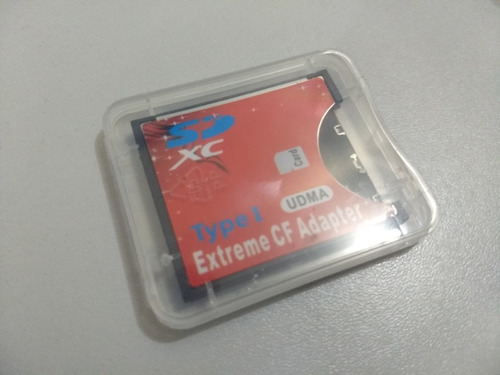 SD
XC
card
UDMA
Type I
Extreme CF Adapter